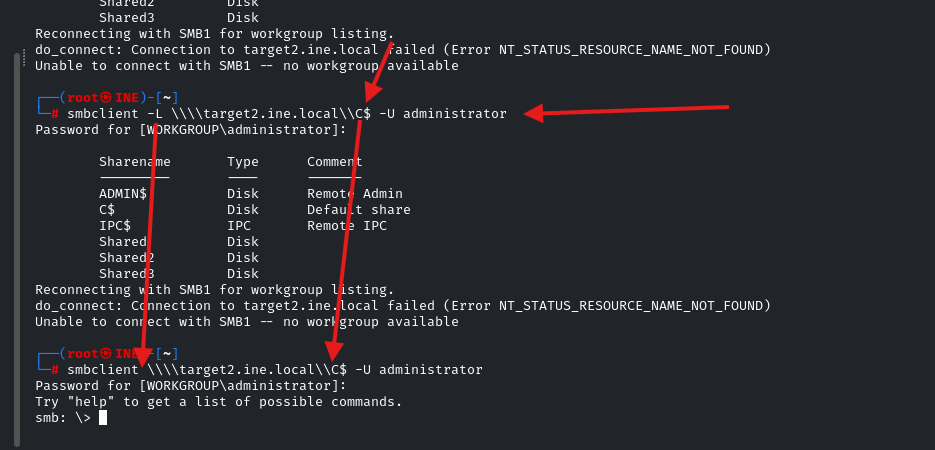 Shared2 Disk
Shared3 Disk
Reconnecting with SMB1 for workgroup listing.
do_connect: Connection to target2.ine.local failed (Error NT_STATUS_RESOURCE_NAME_NOT_FOUND)
Unable to connect with SMB1 -- no workgroup available
┌──(root㉿INE)-[~]
└─# smbclient -L \\\\target2.ine.local\\C$ -U administrator
Password for [WORKGROUP\administrator]:
Sharename Type Comment
--------- ---- -------
ADMIN$ Disk Remote Admin
C$ Disk Default share
IPC$ IPC Remote IPC
Shared Disk
Shared2 Disk
Shared3 Disk
Reconnecting with SMB1 for workgroup listing.
do_connect: Connection to target2.ine.local failed (Error NT_STATUS_RESOURCE_NAME_NOT_FOUND)
Unable to connect with SMB1 -- no workgroup available
┌──(root㉿INE)-[~]
└─# smbclient \\\\target2.ine.local\\C$ -U administrator
Password for [WORKGROUP\administrator]:
Try "help" to get a list of possible commands.
smb: \>